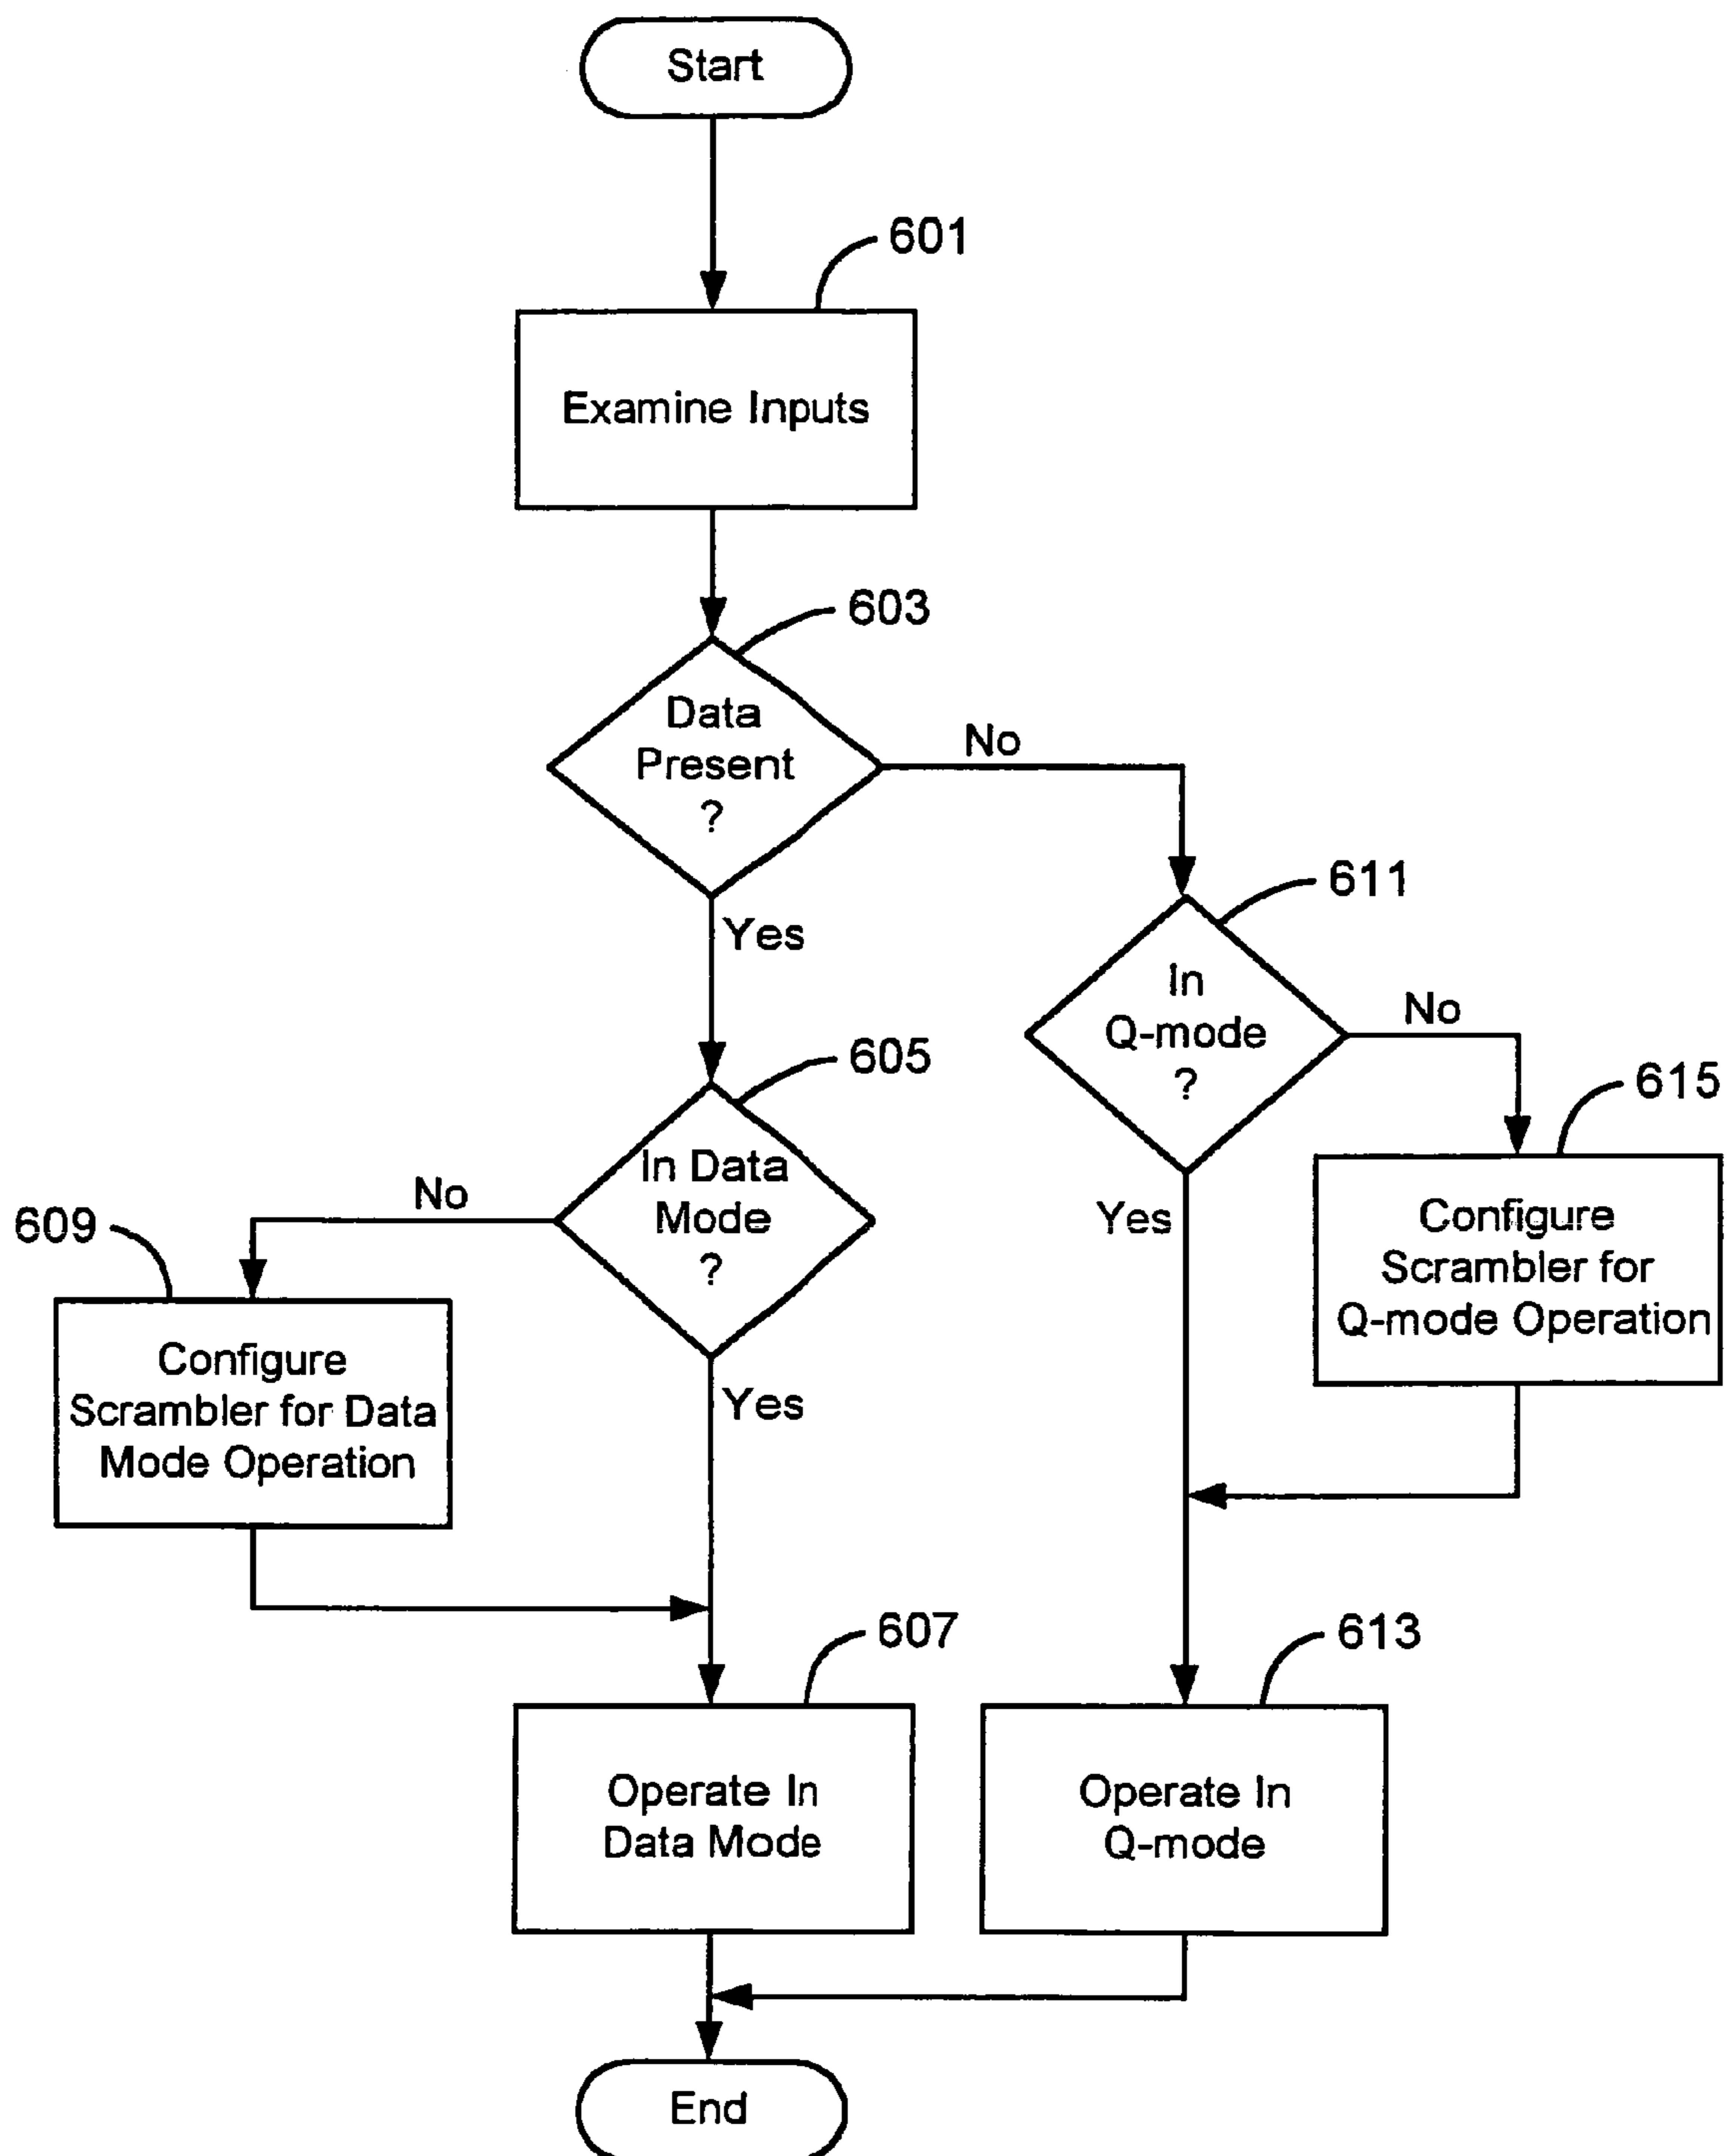 Start
601
Examine Inputs
603
Data
Present
?
No
Yes
611
In
Q-mode
?
No
Yes
605
In Data
Mode
?
No
Yes
615
Configure
Scrambler for
Q-mode Operation
609
Configure
Scrambler for Data
Mode Operation
607
Operate In
Data Mode
613
Operate In
Q-mode
End